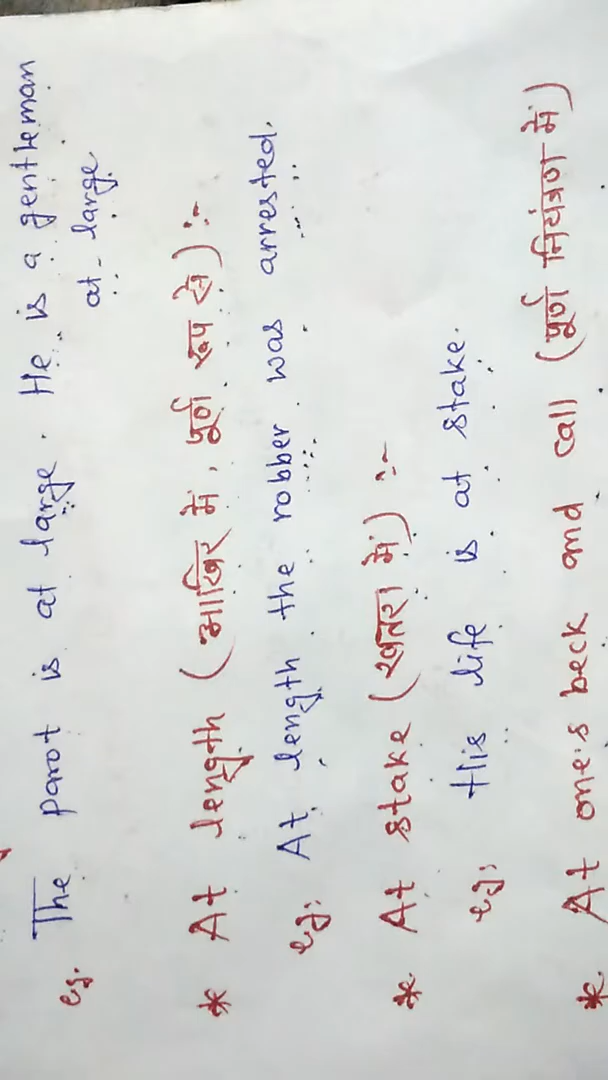 eg. The parot is at large. He is a gentleman
at large
* At length (आखिर में, पूर्ण रूप से) :-
eg: At length the robber was arrested.
* At stake (खतरा में) :-
eg: His life is at stake.
* At one's beck and call (पूर्ण नियंत्रण में)